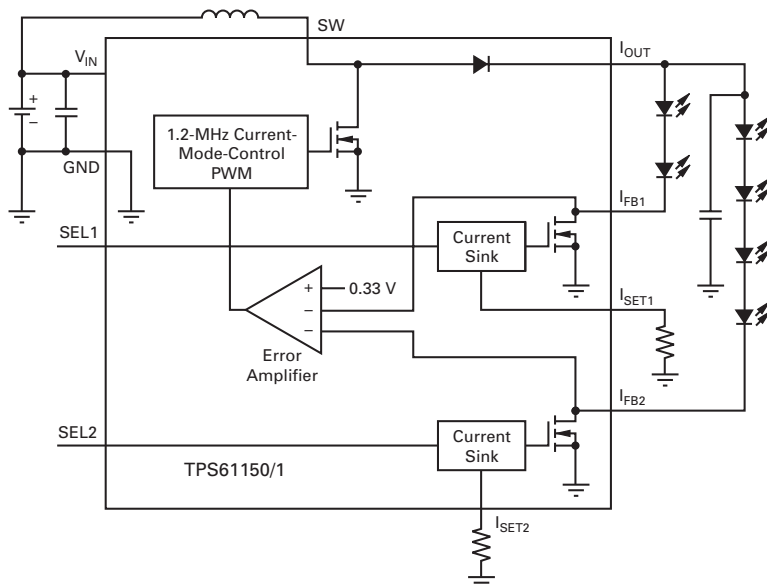 SW
I_OUT
V_IN
+
−
1.2-MHz Current-
Mode-Control
PWM
GND
I_FB1
SEL1
Current
Sink
+
0.33 V
−
−
I_SET1
Error
Amplifier
I_FB2
SEL2
Current
Sink
TPS61150/1
I_SET2